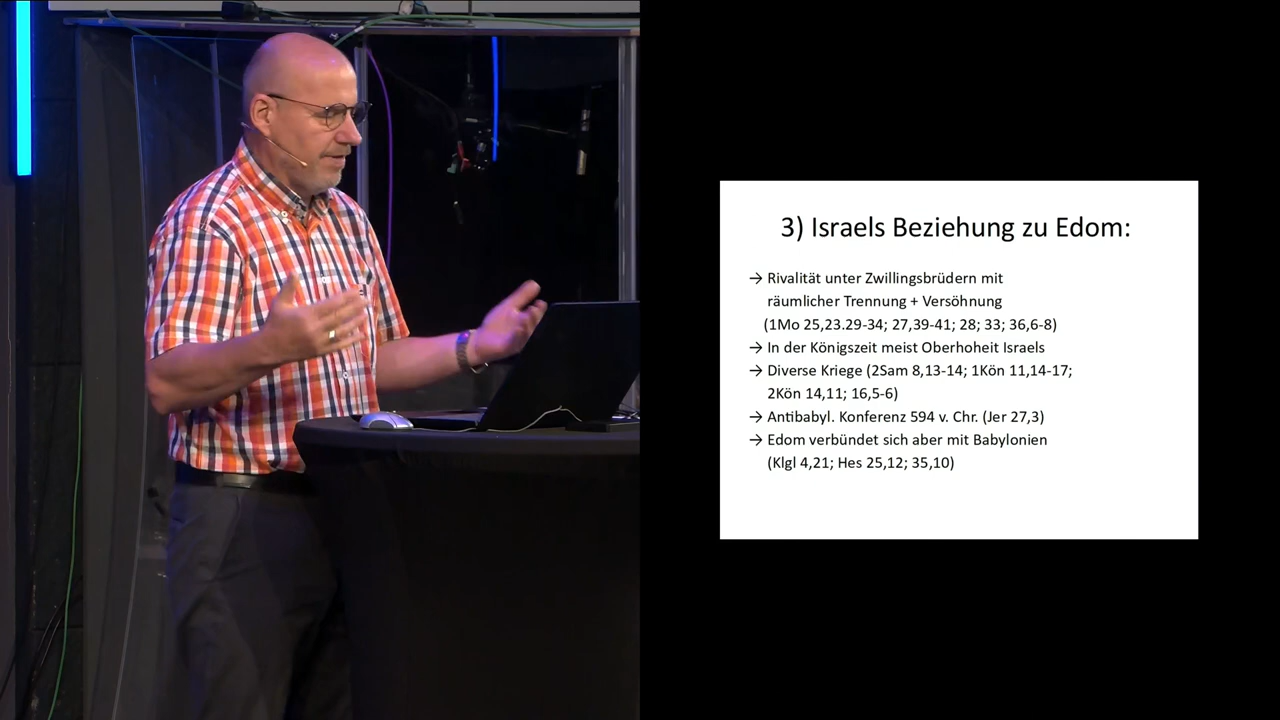 3) Israels Beziehung zu Edom:
→ Rivalität unter Zwillingsbrüdern mit
räumlicher Trennung + Versöhnung
(1Mo 25,23.29-34; 27,39-41; 28; 33; 36,6-8)
→ In der Königszeit meist Oberhoheit Israels
→ Diverse Kriege (2Sam 8,13-14; 1Kön 11,14-17;
2Kön 14,11; 16,5-6)
→ Antibabyl. Konferenz 594 v. Chr. (Jer 27,3)
→ Edom verbündet sich aber mit Babylonien
(Klgl 4,21; Hes 25,12; 35,10)